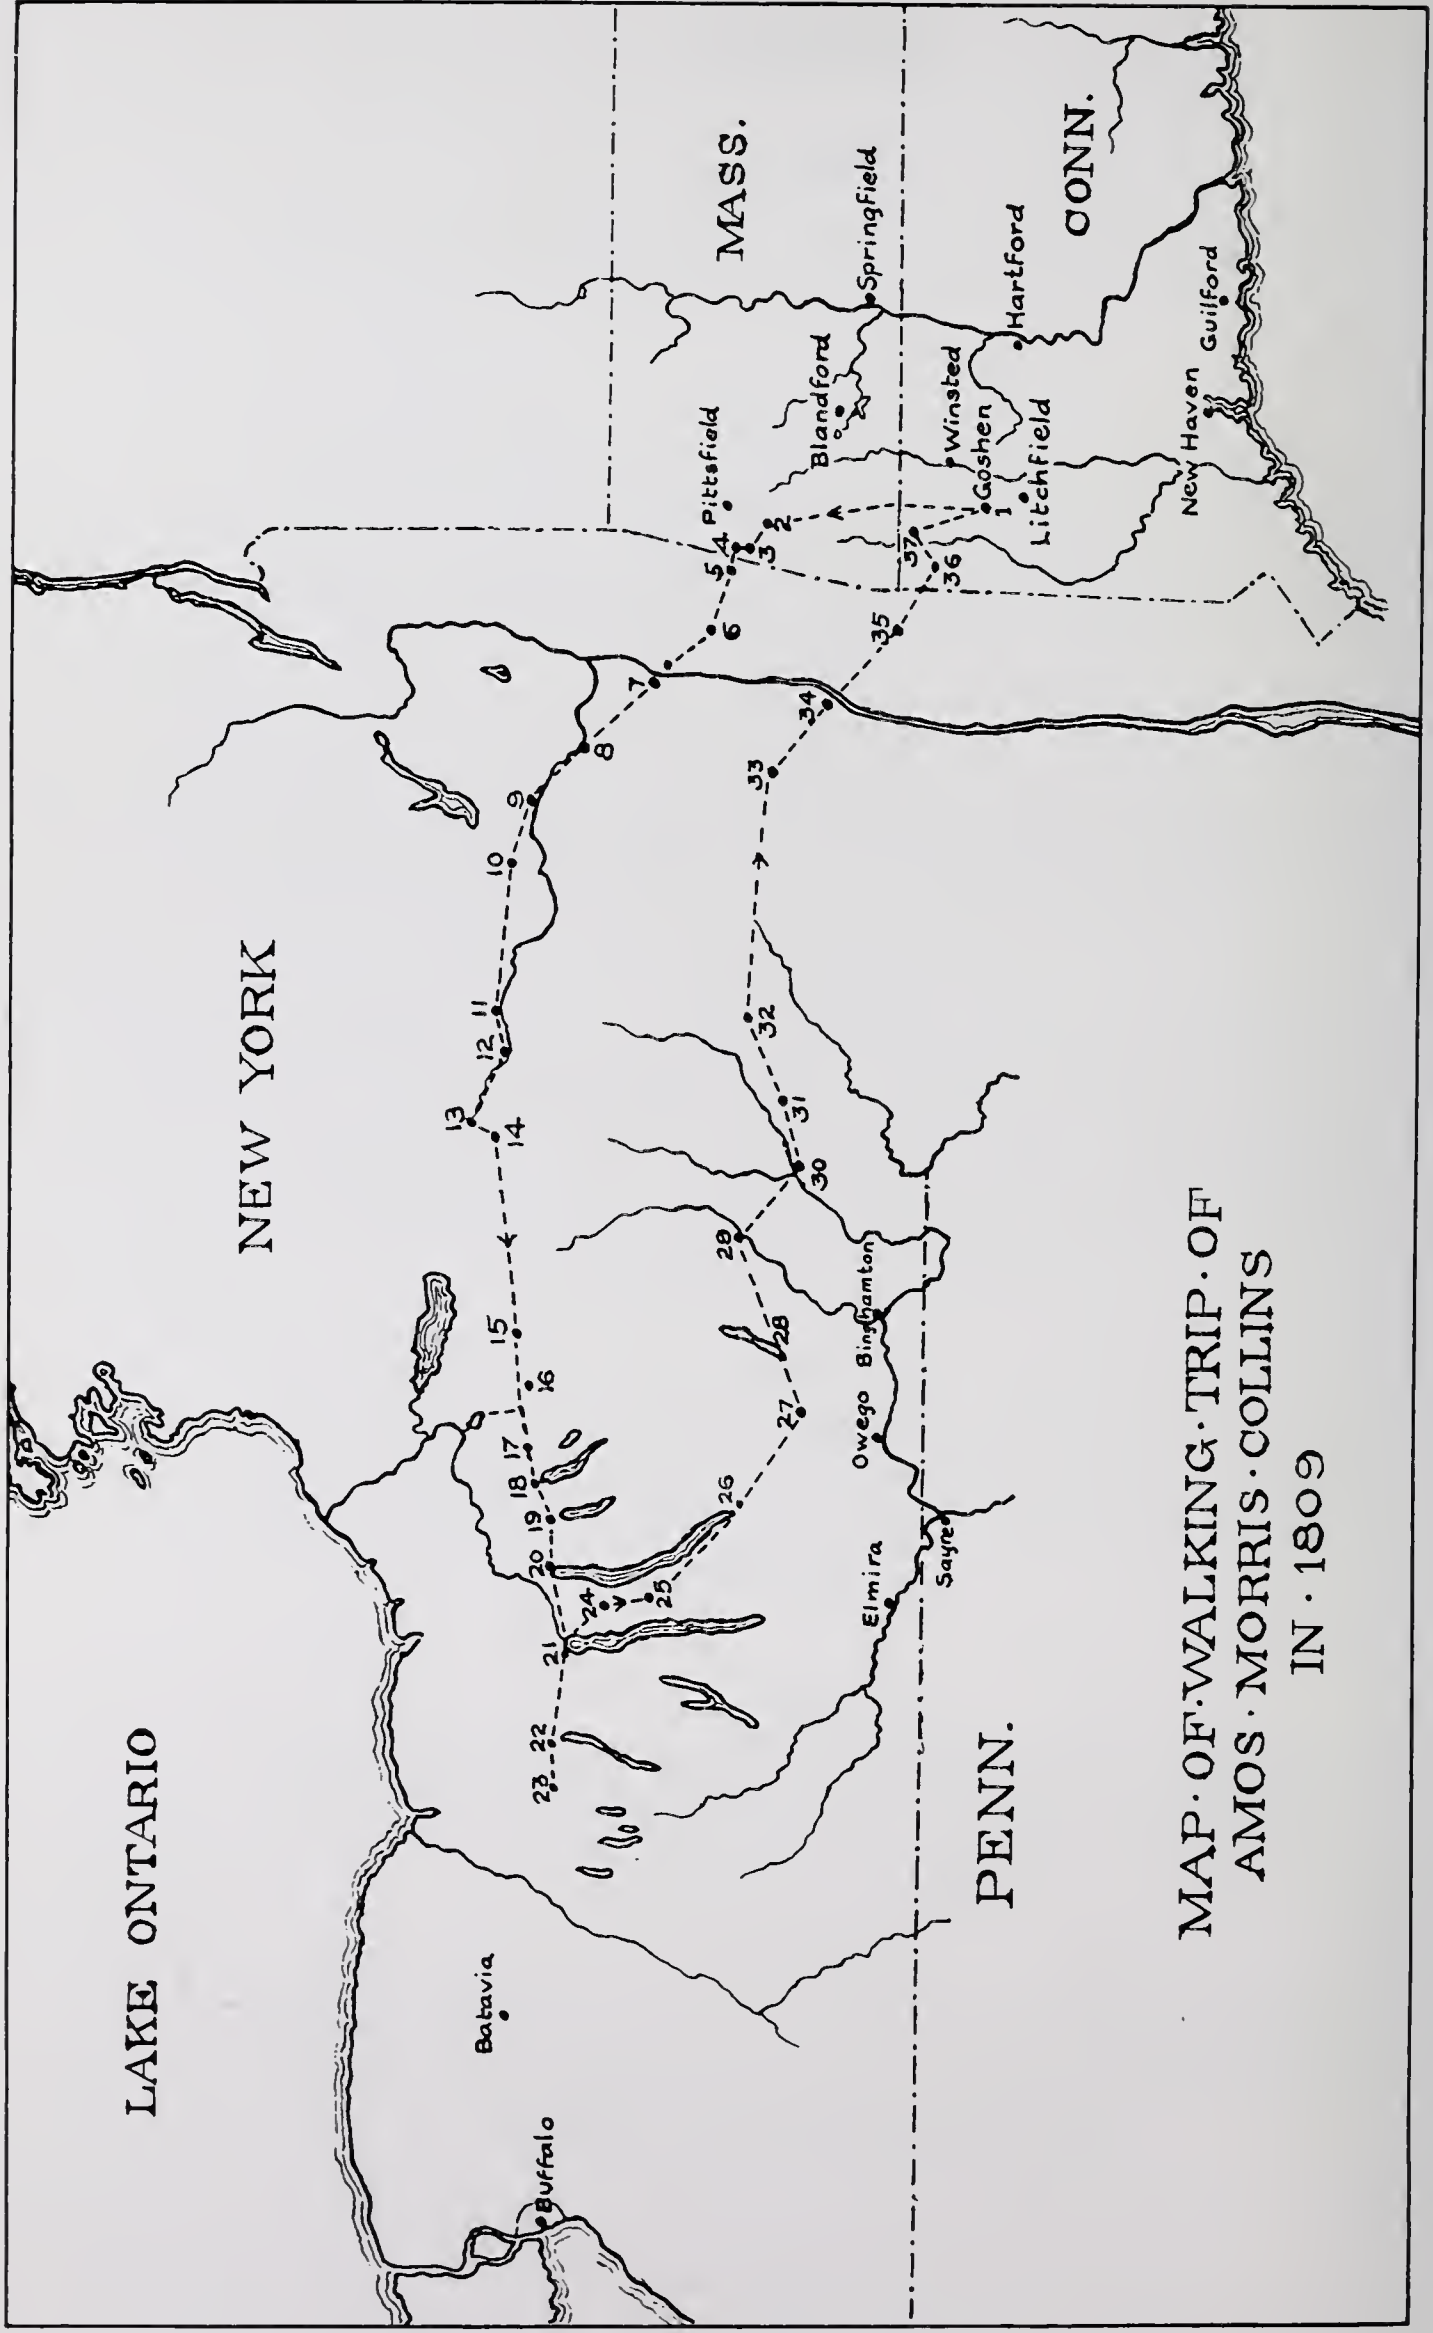 LAKE ONTARIO
NEW YORK
MASS.
CONN.
PENN.
Buffalo
Batavia
Elmira
Sayre
Owego
Binghamton
Pittsfield
Blandford
Springfield
Winsted
Goshen
Litchfield
Hartford
New Haven
Guilford
1
2
3
4
5
6
7
8
9
10
11
12
13
14
15
16
17
18
19
20
21
22
23
24
25
26
27
28
29
30
31
32
33
34
35
36
37
MAP·OF·WALKING·TRIP·OF
AMOS·MORRIS·COLLINS
IN·1809